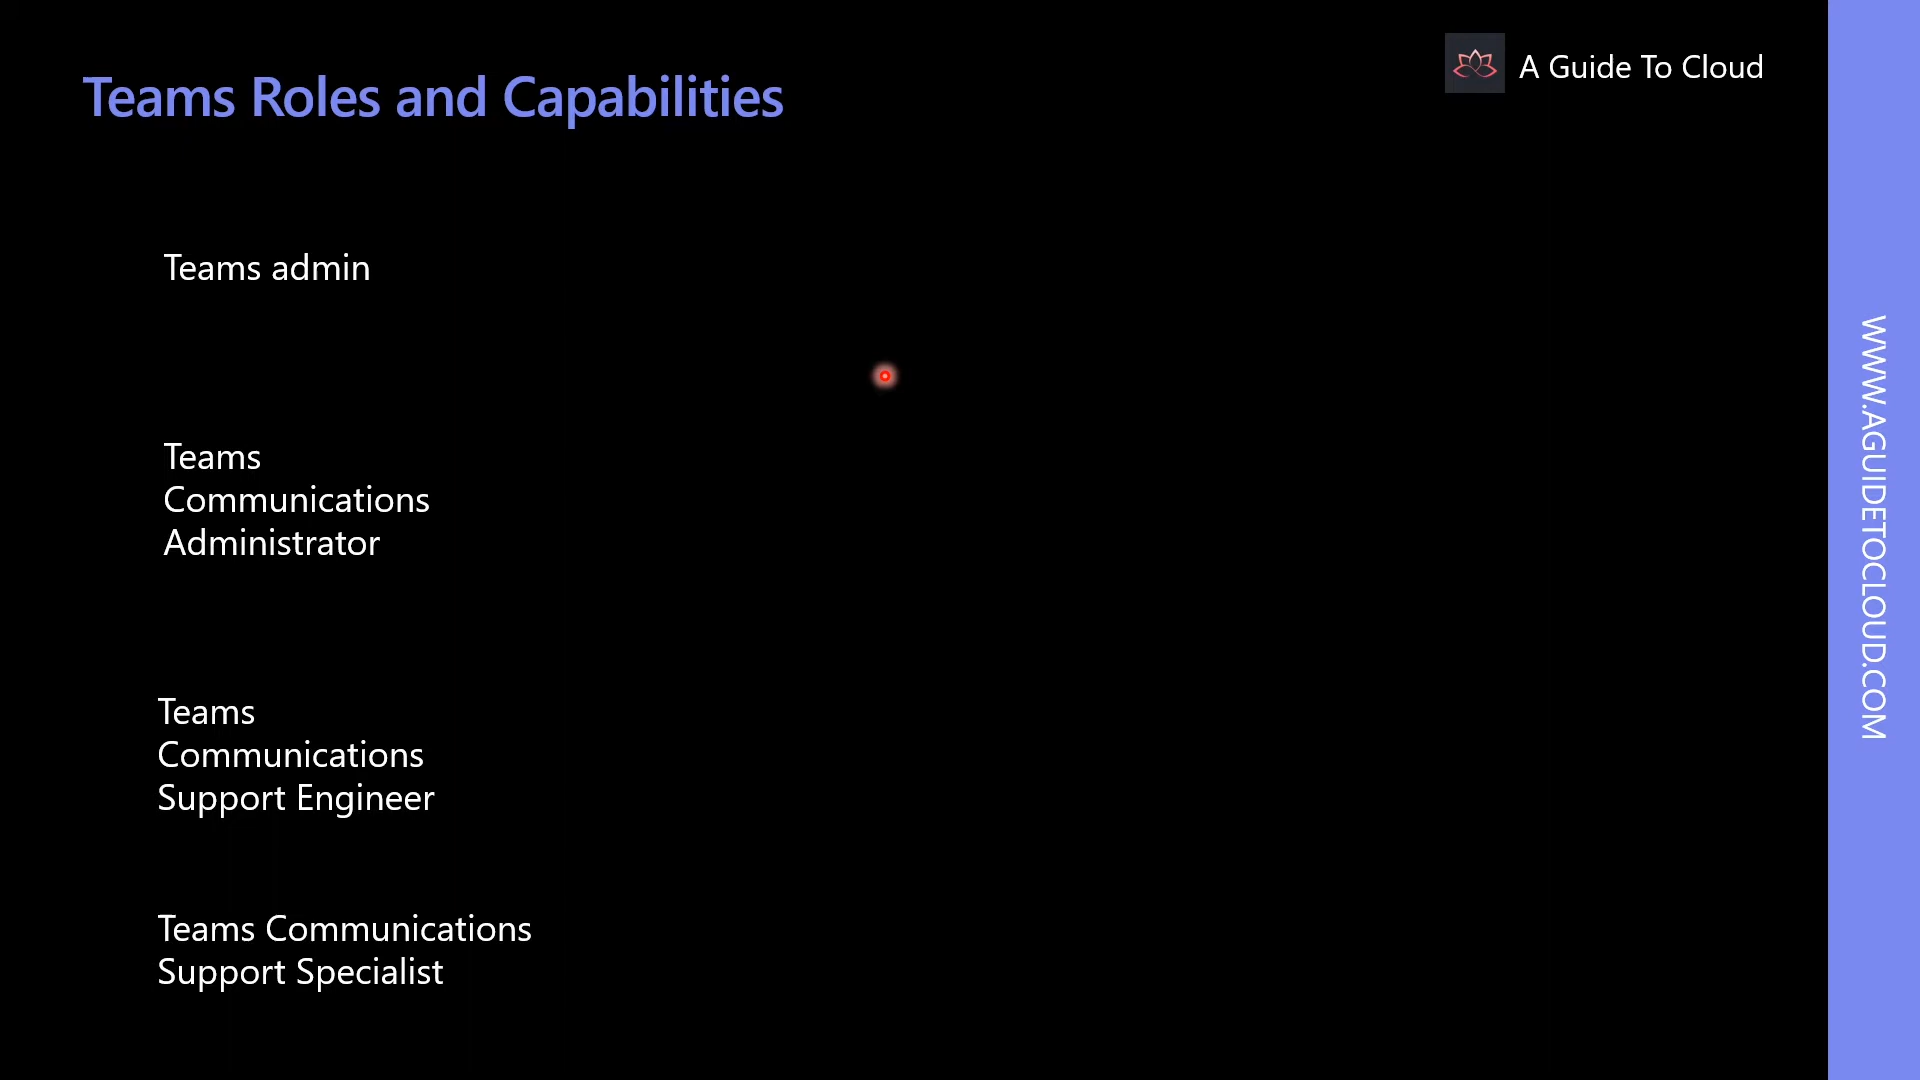 Teams Roles and Capabilities
A Guide To Cloud
Teams admin
Teams
Communications
Administrator
Teams
Communications
Support Engineer
Teams Communications
Support Specialist
WWW.AGUIDETOCLOUD.COM